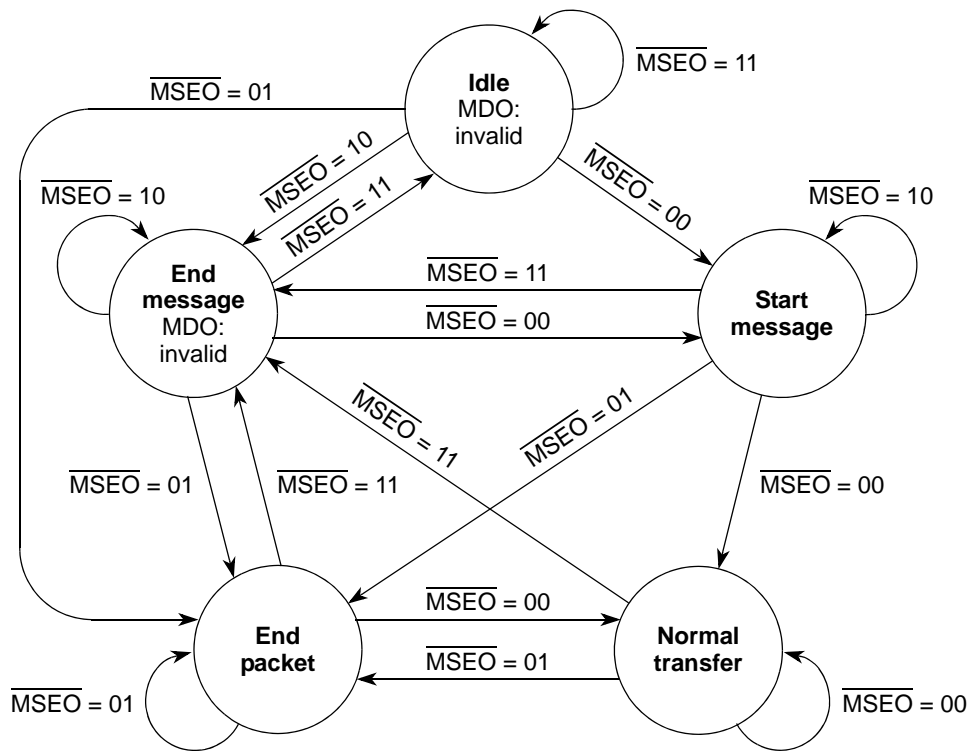 MSEO = 11
Idle
MDO:
invalid
MSEO = 01
MSEO = 10
MSEO = 11
MSEO = 00
MSEO = 10
MSEO = 10
End
message
MDO:
invalid
MSEO = 11
MSEO = 00
Start
message
MSEO = 01
MSEO = 11
MSEO = 11
MSEO = 01
MSEO = 00
End
packet
MSEO = 00
MSEO = 01
Normal
transfer
MSEO = 01
MSEO = 00